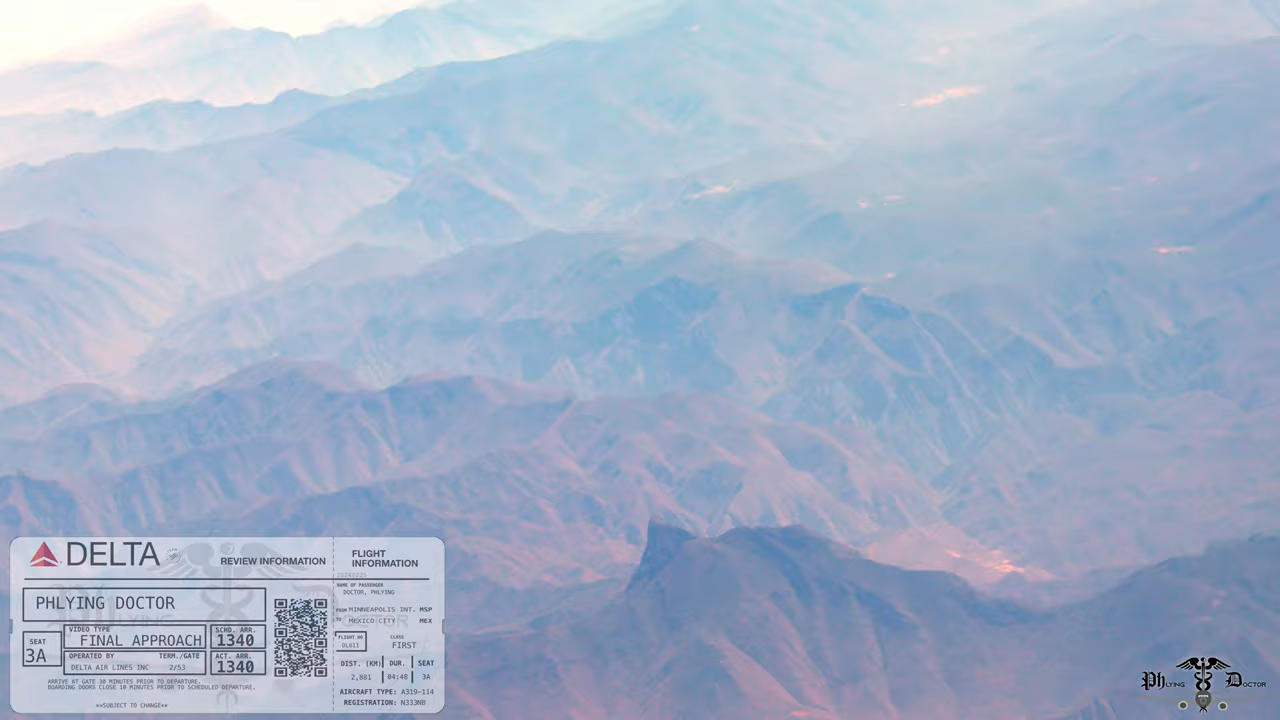 DELTA
REVIEW INFORMATION
PHLYING DOCTOR
SEAT
3A
VIDEO TYPE
FINAL APPROACH
SCHD. ARR.
1340
OPERATED BY TERM./GATE
DELTA AIR LINES INC 2/53
ACT. ARR.
1340
ARRIVE AT GATE 30 MINUTES PRIOR TO DEPARTURE.
BOARDING DOORS CLOSE 10 MINUTES PRIOR TO SCHEDULED DEPARTURE.
**SUBJECT TO CHANGE**
FLIGHT
INFORMATION
NAME OF PASSENGER
DOCTOR, PHLYING
FROM MINNEAPOLIS INT. MSP
TO MEXICO CITY MEX
FLIGHT NO CLASS
DL611 FIRST
DIST. (KM) DUR. SEAT
2,881 04:48 3A
AIRCRAFT TYPE: A319-114
REGISTRATION: N333NB
PHLYING DOCTOR